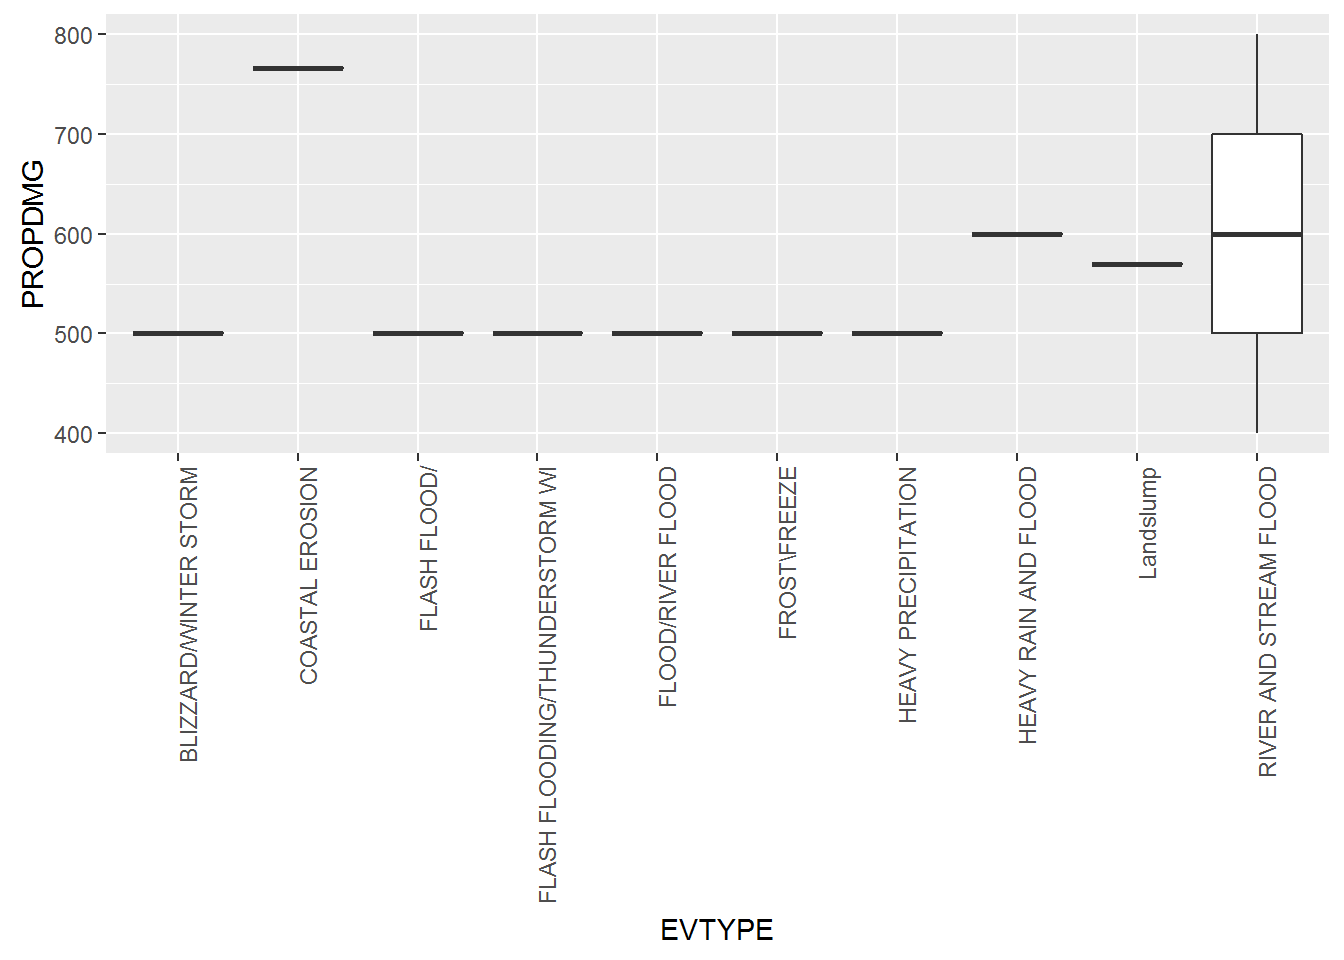 PROPDMG
800
700
600
500
400
BLIZZARD/WINTER STORM
COASTAL EROSION
FLASH FLOOD/
FLASH FLOODING/THUNDERSTORM WI
FLOOD/RIVER FLOOD
FROST\FREEZE
HEAVY PRECIPITATION
HEAVY RAIN AND FLOOD
Landslump
RIVER AND STREAM FLOOD
EVTYPE